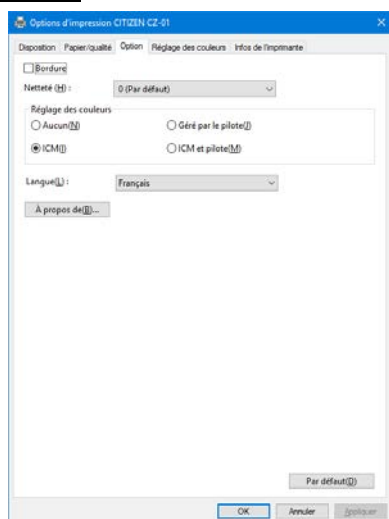 Options d'impression CITIZEN CZ-01
Disposition Papier/qualité Option Réglage des couleurs Infos de l'imprimante
Bordure
Netteté (H) : 0 (Par défaut)
Réglage des couleurs
Aucun(N) Géré par le pilote(J)
ICM(I) ICM et pilote(M)
Langue(L) : Français
À propos de(B)...
Par défaut(D)
OK Annuler Appliquer